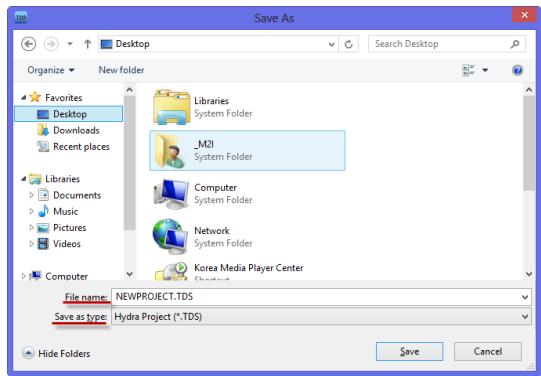 TDS
Save As
Desktop
Search Desktop
Organize
New folder
Favorites
Desktop
Downloads
Recent places
Libraries
Documents
Music
Pictures
Videos
Computer
Libraries
System Folder
_M2I
System Folder
Computer
System Folder
Network
System Folder
Korea Media Player Center
Shortcut
File name: NEWPROJECT.TDS
Save as type: Hydra Project (*.TDS)
Hide Folders
Save
Cancel